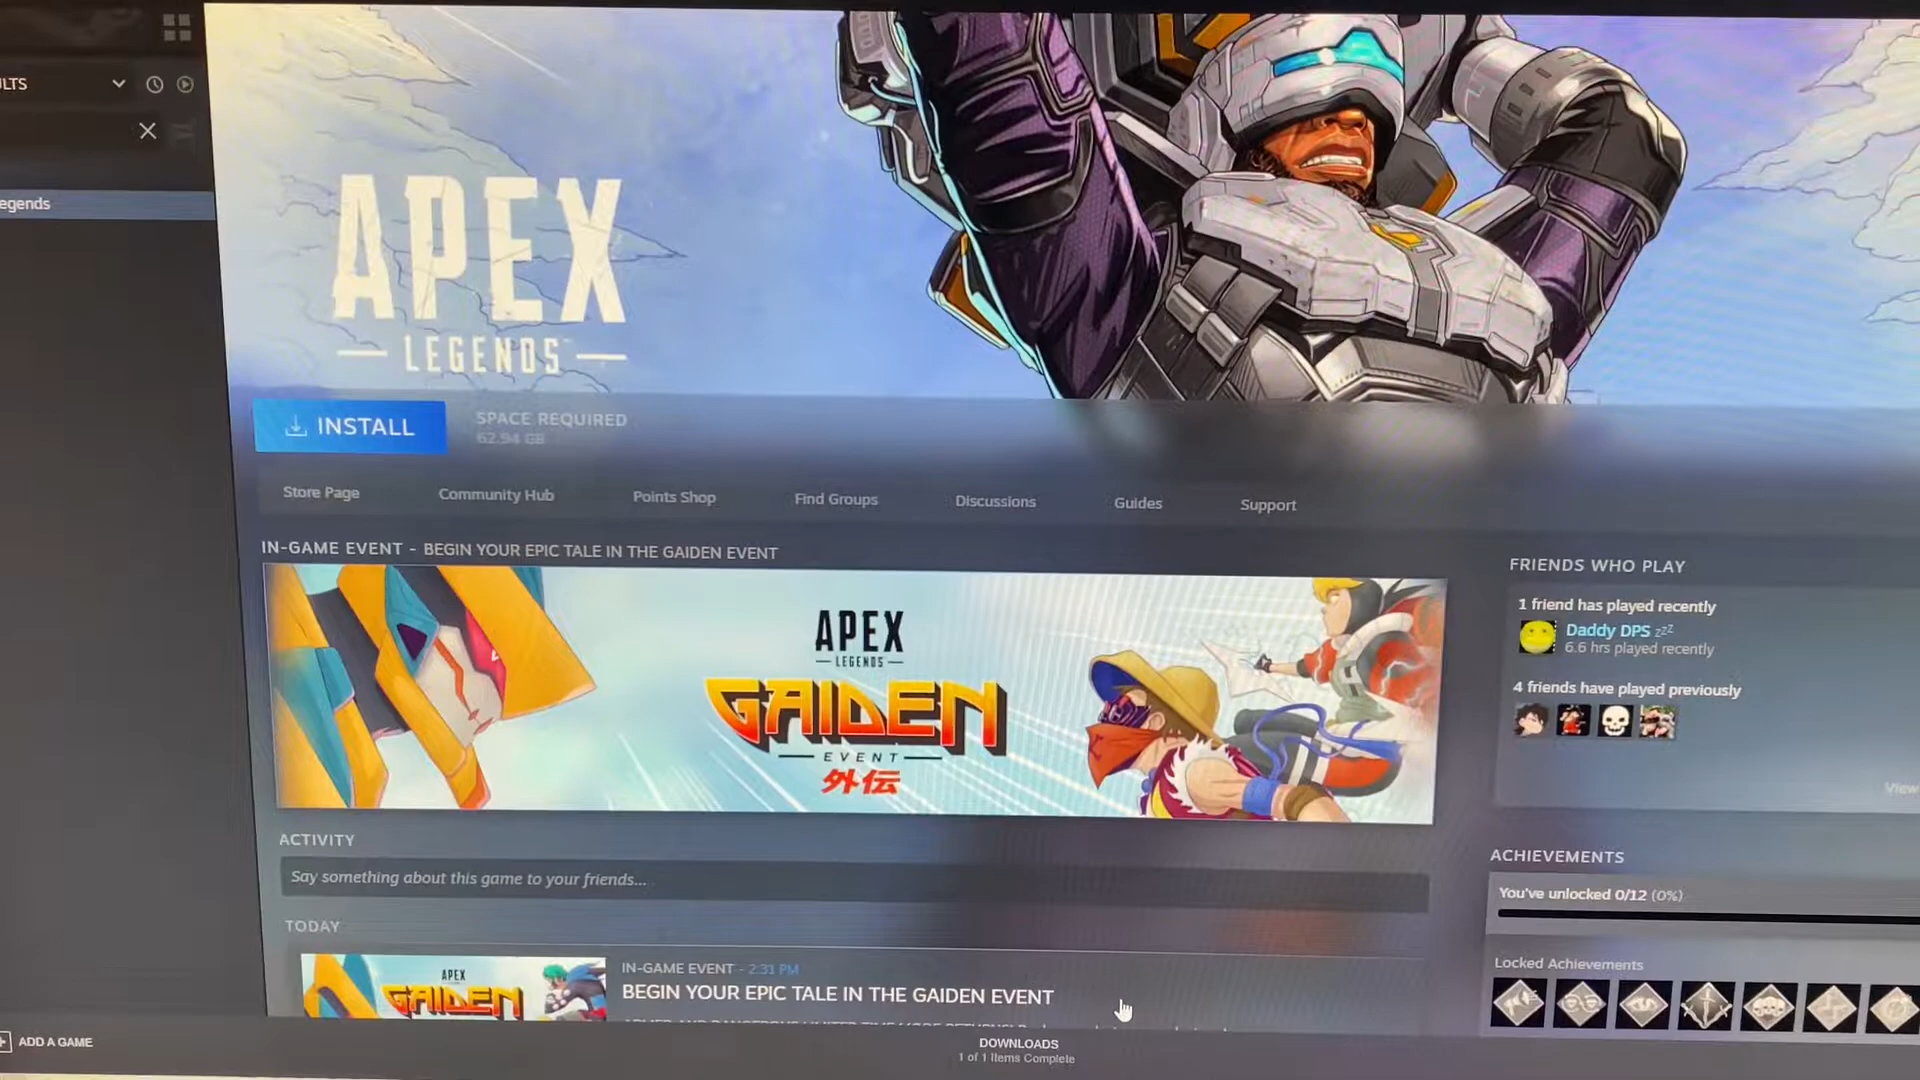 ULTS
egends
APEX
LEGENDS
INSTALL
SPACE REQUIRED
62.94 GB
Store Page
Community Hub
Points Shop
Find Groups
Discussions
Guides
Support
IN-GAME EVENT - BEGIN YOUR EPIC TALE IN THE GAIDEN EVENT
APEX
LEGENDS
GAIDEN
EVENT
外伝
FRIENDS WHO PLAY
1 friend has played recently
Daddy DPS zzz
6.6 hrs played recently
4 friends have played previously
View
ACTIVITY
Say something about this game to your friends...
ACHIEVEMENTS
You've unlocked 0/12 (0%)
Locked Achievements
TODAY
APEX
GAIDEN
IN-GAME EVENT - 2:31 PM
BEGIN YOUR EPIC TALE IN THE GAIDEN EVENT
ADD A GAME
DOWNLOADS
1 of 1 Items Complete